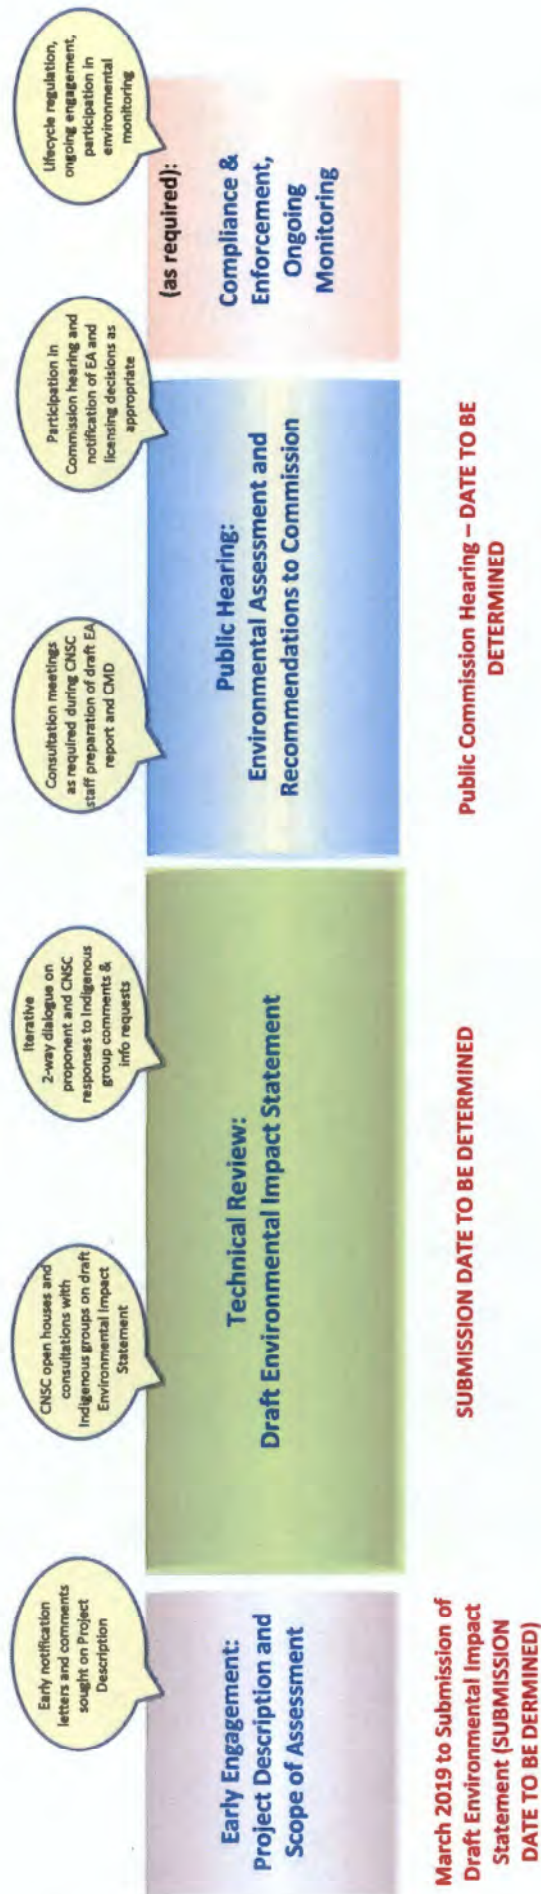 Early notification
letters and comments
sought on Project
Description
CNSC open houses and
consultations with
Indigenous groups on draft
Environmental Impact
Statement
Iterative
2-way dialogue on
proponent and CNSC
responses to Indigenous
group comments &
info requests
Consultation meetings
as required during CNSC
staff preparation of draft EA
report and CMD
Participation in
Commission hearing and
notification of EA and
licensing decisions as
appropriate
Lifecycle regulation,
ongoing engagement,
participation in
environmental
monitoring
Early Engagement:
Project Description and
Scope of Assessment
Technical Review:
Draft Environmental Impact Statement
Public Hearing:
Environmental Assessment and
Recommendations to Commission
(as required):
Compliance &
Enforcement,
Ongoing
Monitoring
March 2019 to Submission of
Draft Environmental Impact
Statement (SUBMISSION
DATE TO BE DERMINED)
SUBMISSION DATE TO BE DETERMINED
Public Commission Hearing – DATE TO BE
DETERMINED